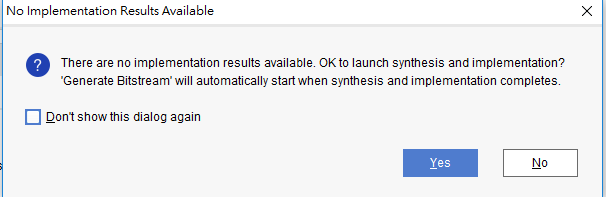 No Implementation Results Available
There are no implementation results available. OK to launch synthesis and implementation?
'Generate Bitstream' will automatically start when synthesis and implementation completes.
Don't show this dialog again
Yes
No